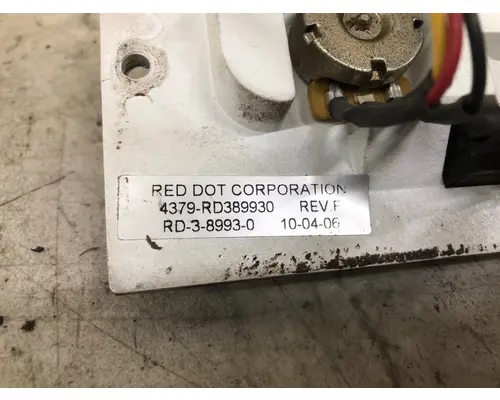 RED DOT CORPORATION
4379-RD389930 REV.F
RD-3-8993-0 10-04-06